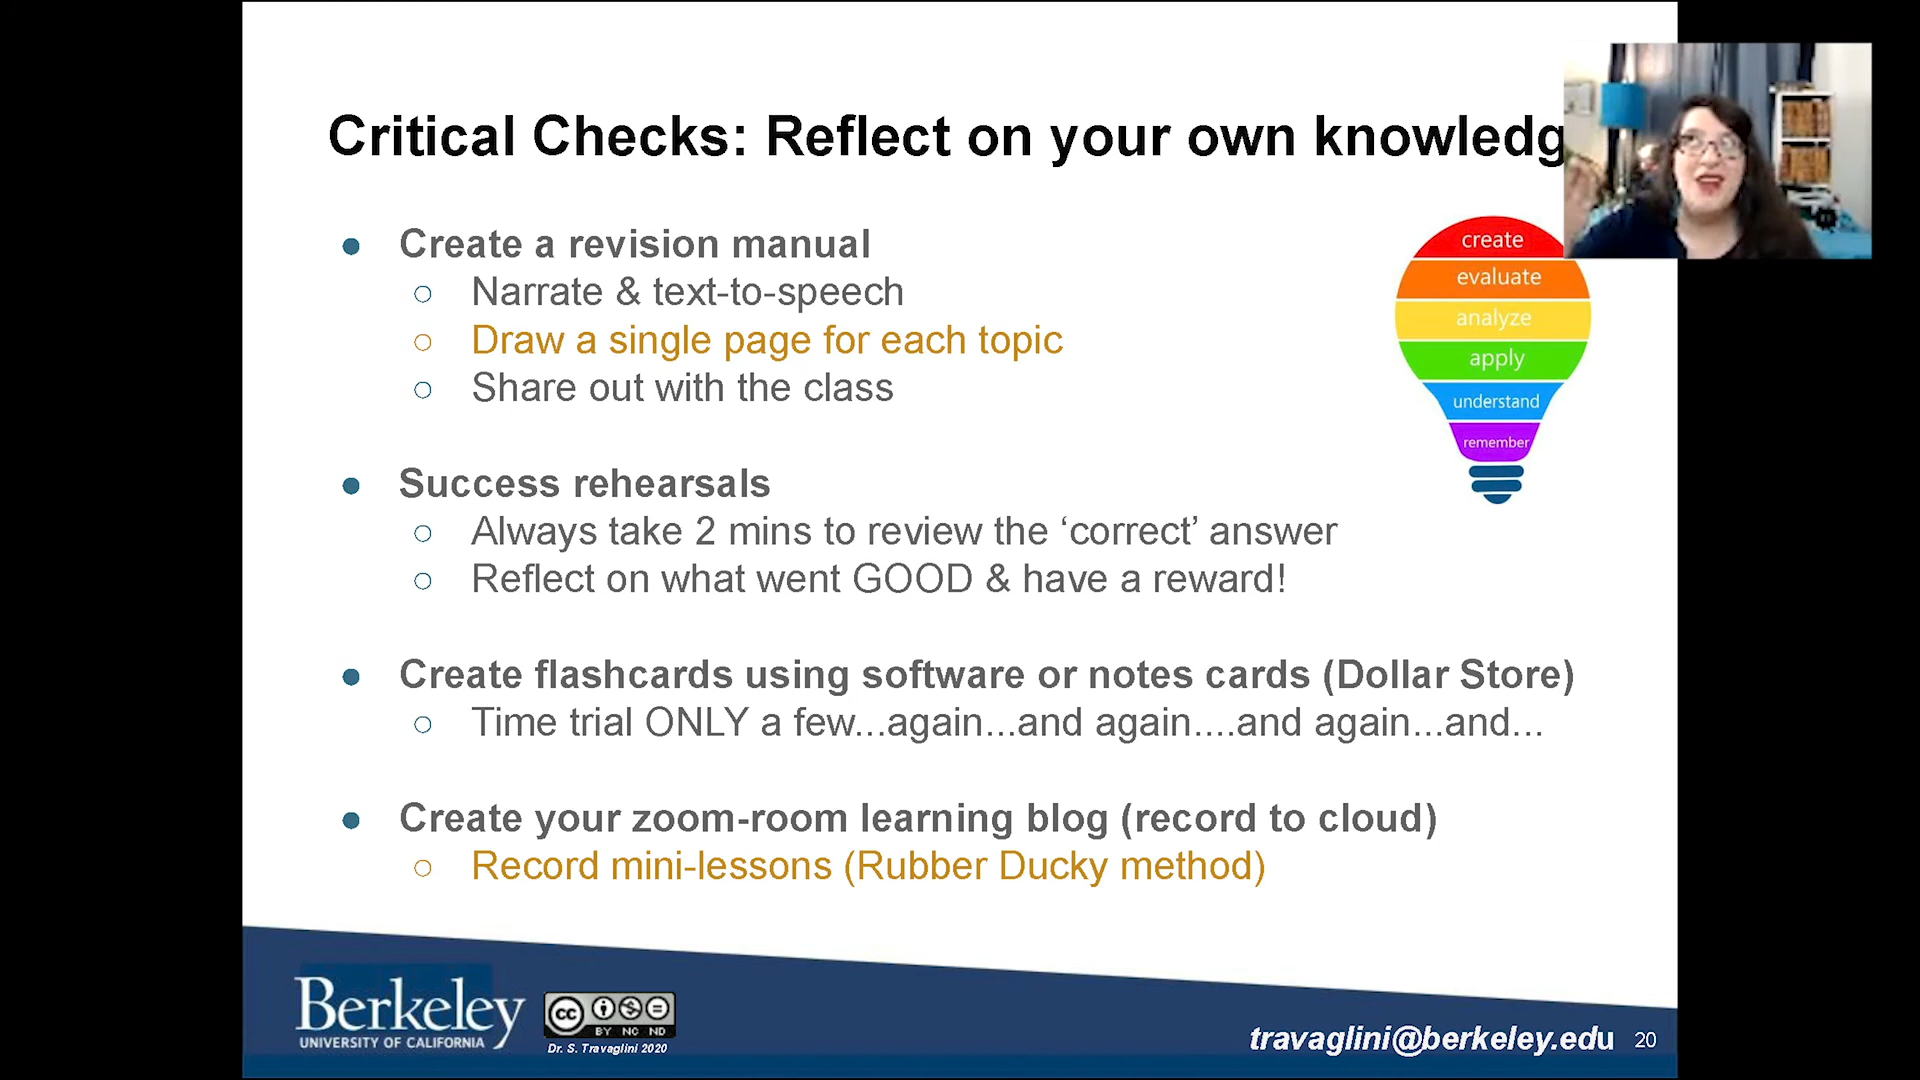 Critical Checks: Reflect on your own knowledg
Create a revision manual
Narrate & text-to-speech
Draw a single page for each topic
Share out with the class
Success rehearsals
Always take 2 mins to review the ‘correct’ answer
Reflect on what went GOOD & have a reward!
Create flashcards using software or notes cards (Dollar Store)
Time trial ONLY a few...again...and again....and again...and...
Create your zoom-room learning blog (record to cloud)
Record mini-lessons (Rubber Ducky method)
create
evaluate
analyze
apply
understand
remember
Berkeley
UNIVERSITY OF CALIFORNIA
cc
BY NC ND
Dr. S. Travaglini 2020
travaglini@berkeley.edu 20